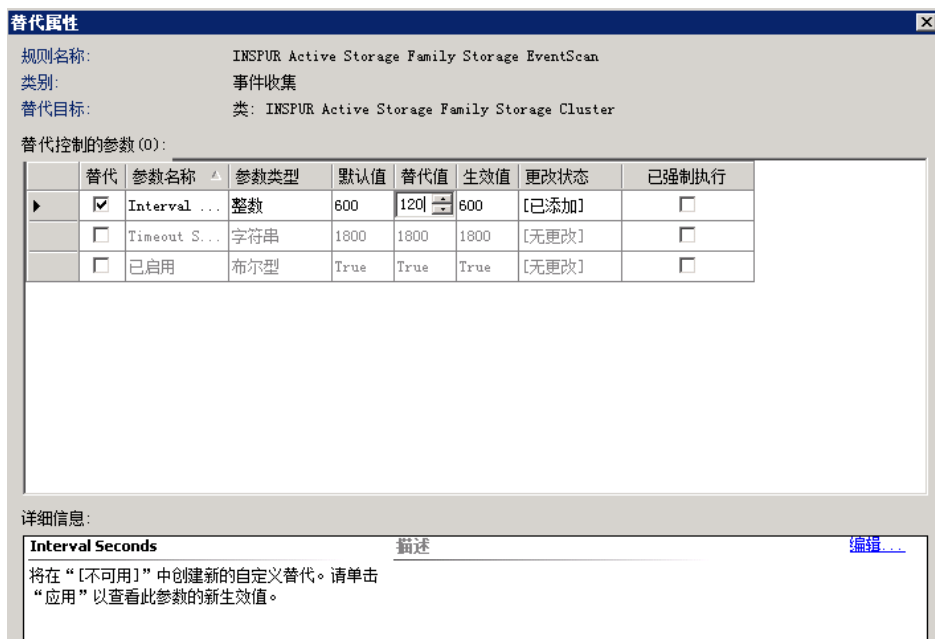 替代属性
规则名称: INSPUR Active Storage Family Storage EventScan
类别: 事件收集
替代目标: 类: INSPUR Active Storage Family Storage Cluster
替代控制的参数(0):
替代 参数名称 参数类型 默认值 替代值 生效值 更改状态 已强制执行
Interval ... 整数 600 120 600 [已添加]
Timeout S... 字符串 1800 1800 1800 [无更改]
已启用 布尔型 True True True [无更改]
详细信息:
Interval Seconds 描述 编辑...
将在“[不可用]”中创建新的自定义替代。请单击
“应用”以查看此参数的新生效值。